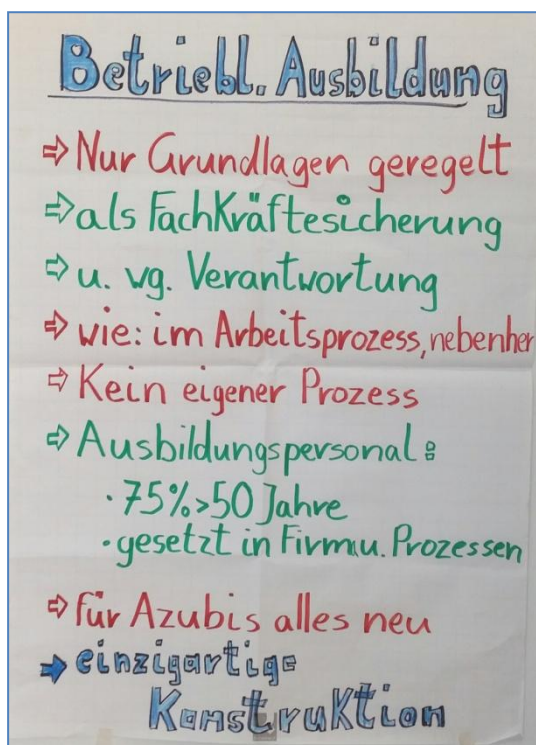 Betriebl. Ausbildung
⇨ Nur Grundlagen geregelt
⇨ als Fachkräftesicherung
⇨ u. wg. Verantwortung
⇨ wie: im Arbeitsprozess, nebenher
⇨ Kein eigener Prozess
⇨ Ausbildungspersonal:
· 75% > 50 Jahre
· gesetzt in Firm u. Prozessen
⇨ für Azubis alles neu
➡ einzigartige
Konstruktion